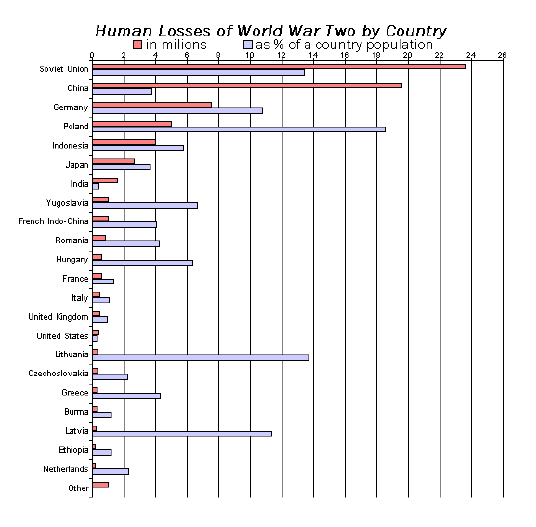 Human Losses of World War Two by Country
in milions as % of a country population
0 2 4 6 8 10 12 14 16 18 20 22 24 26
Soviet Union
China
Germany
Poland
Indonesia
Japan
India
Yugoslavia
French Indo-China
Romania
Hungary
France
Italy
United Kingdom
United States
Lithuania
Czechoslovakia
Greece
Burma
Latvia
Ethiopia
Netherlands
Other